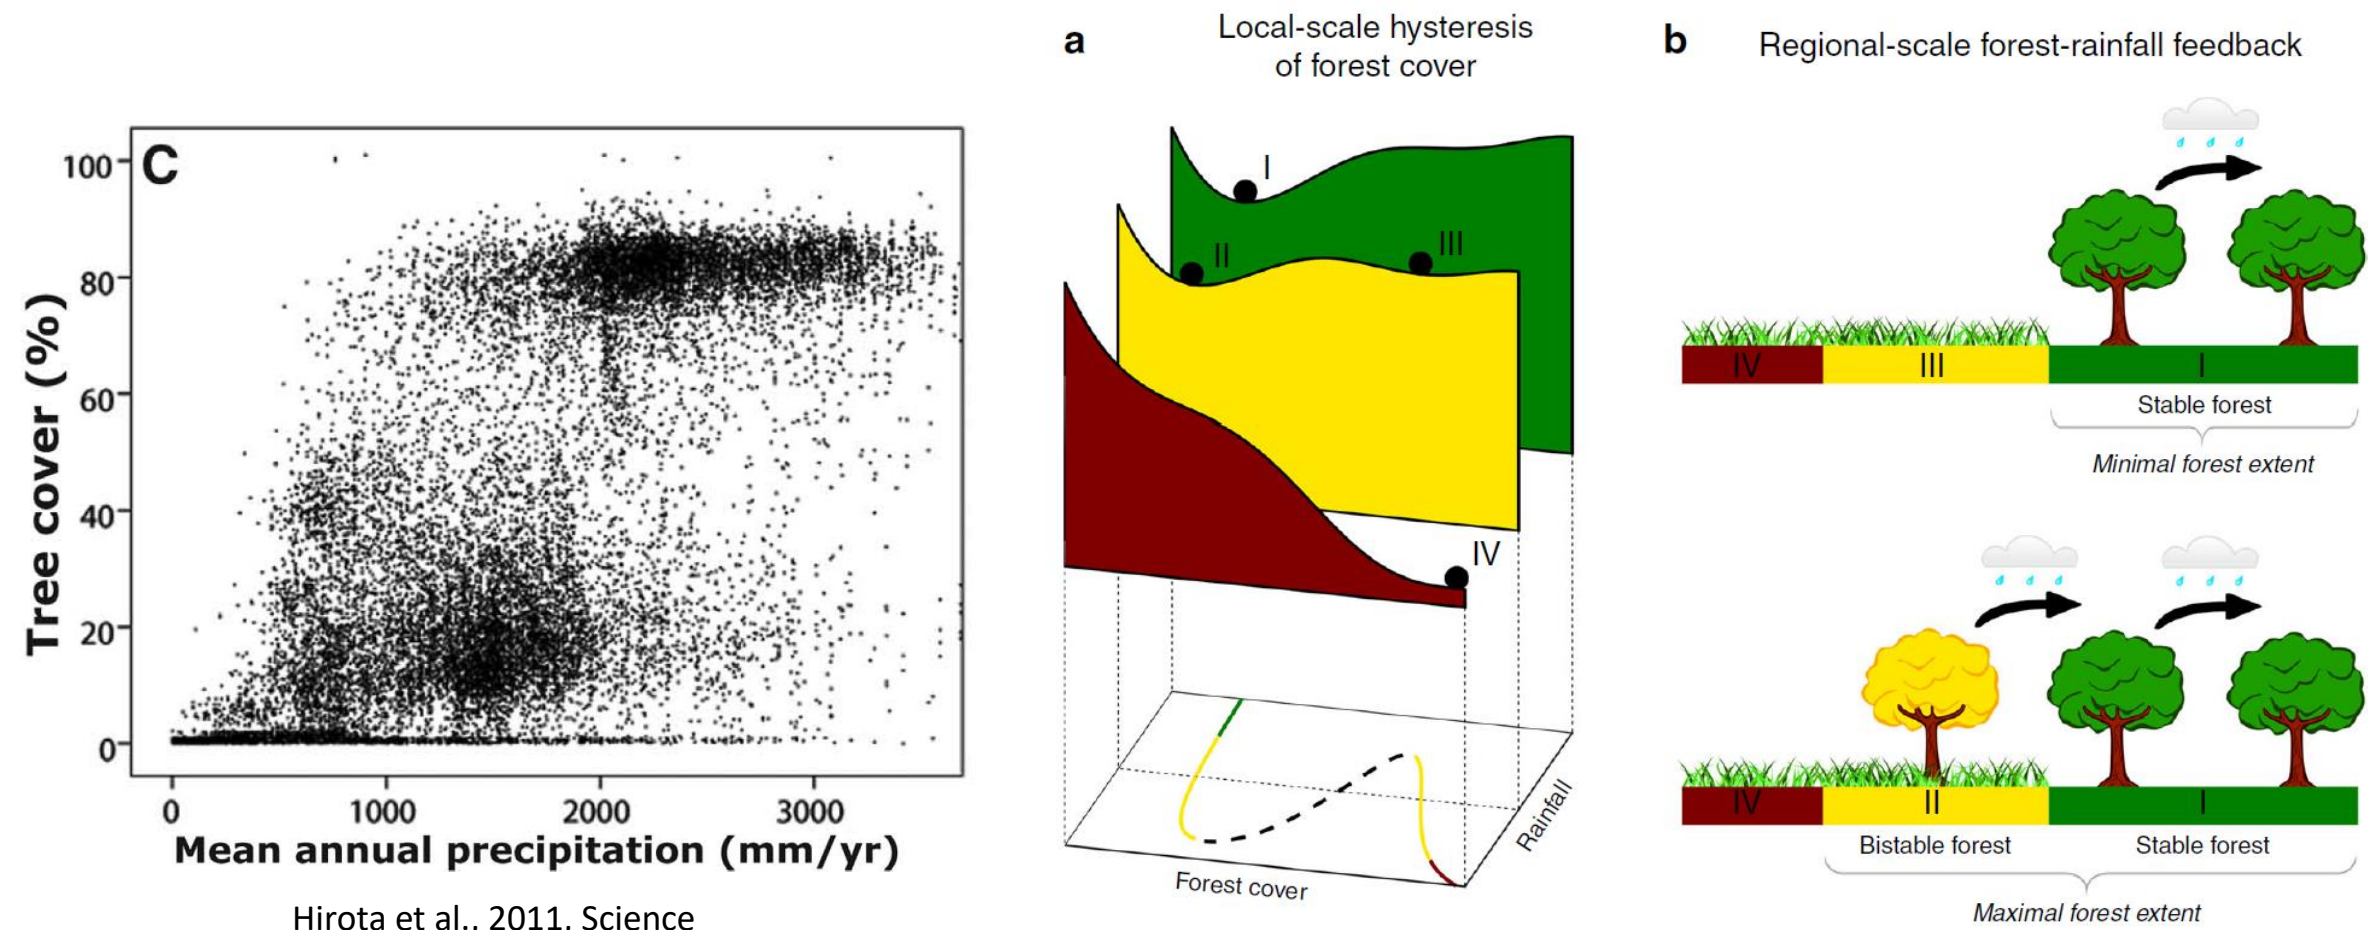 C
100
80
60
40
20
0
Tree cover (%)
0 1000 2000 3000
Mean annual precipitation (mm/yr)
Hirota et al., 2011, Science
a
Local-scale hysteresis
of forest cover
I
II
III
IV
Forest cover
Rainfall
b
Regional-scale forest-rainfall feedback
IV III I
Stable forest
Minimal forest extent
IV II I
Bistable forest Stable forest
Maximal forest extent